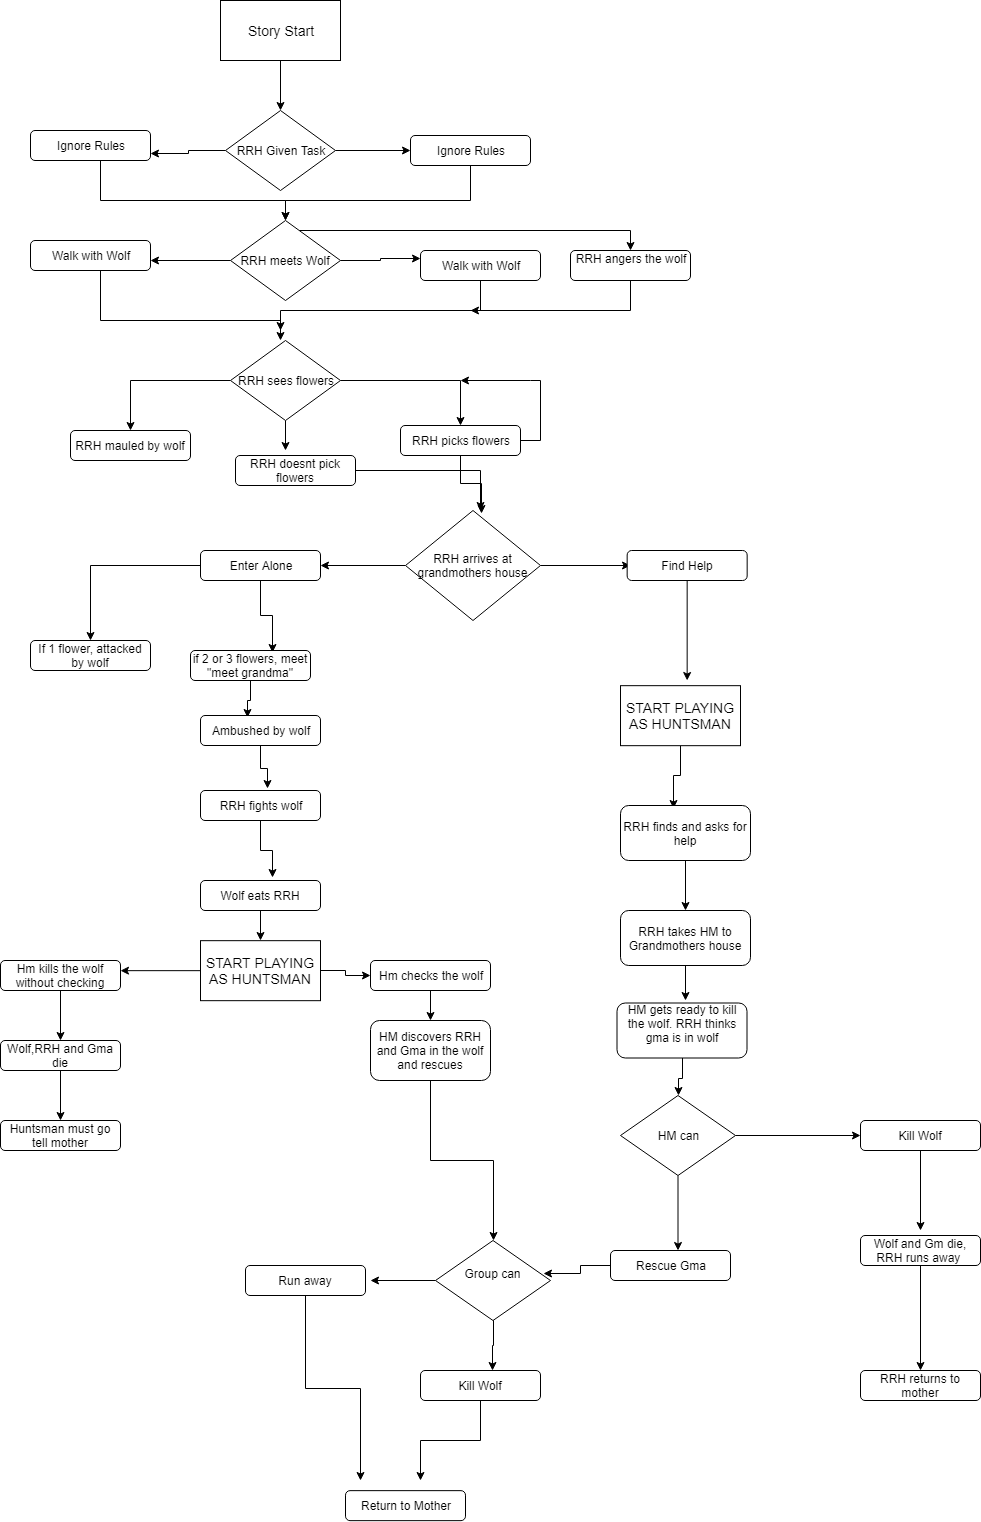 Story Start
Ignore Rules
RRH Given Task
Ignore Rules
Walk with Wolf
RRH meets Wolf
Walk with Wolf
RRH angers the wolf
RRH sees flowers
RRH mauled by wolf
RRH doesnt pick
flowers
RRH picks flowers
RRH arrives at
grandmothers house
Enter Alone
Find Help
If 1 flower, attacked
by wolf
if 2 or 3 flowers, meet
"meet grandma"
Ambushed by wolf
START PLAYING
AS HUNTSMAN
RRH fights wolf
RRH finds and asks for
help
Wolf eats RRH
RRH takes HM to
Grandmothers house
START PLAYING
AS HUNTSMAN
Hm kills the wolf
without checking
Hm checks the wolf
HM gets ready to kill
the wolf. RRH thinks
gma is in wolf
Wolf,RRH and Gma
die
HM discovers RRH
and Gma in the wolf
and rescues
Huntsman must go
tell mother
HM can
Kill Wolf
Wolf and Gm die,
RRH runs away
Rescue Gma
Group can
Run away
Kill Wolf
RRH returns to
mother
Return to Mother